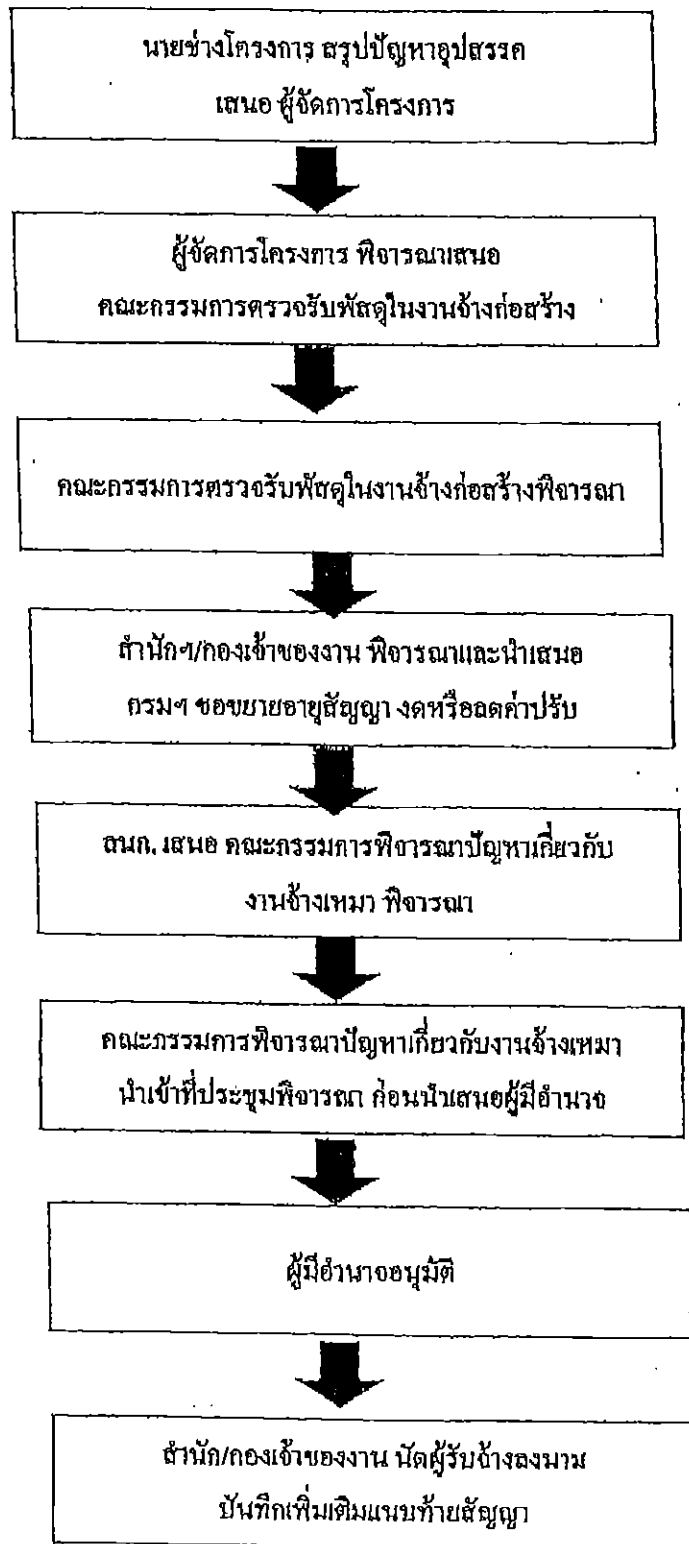 นายช่างโครงการ สรุปปัญหาอุปสรรค
เสนอ ผู้จัดการโครงการ
ผู้จัดการโครงการ พิจารณาเสนอ
คณะกรรมการตรวจรับพัสดุในงานจ้างก่อสร้าง
คณะกรรมการตรวจรับพัสดุในงานจ้างก่อสร้างพิจารณา
สำนักฯ/กองเจ้าของงาน พิจารณาและนำเสนอ
กรมฯ ขอขยายอายุสัญญา งดหรือลดค่าปรับ
ลนก. เสนอ คณะกรรมการพิจารณาปัญหาเกี่ยวกับ
งานจ้างเหมา พิจารณา
คณะกรรมการพิจารณาปัญหาเกี่ยวกับงานจ้างเหมา
นำเข้าที่ประชุมพิจารณา ก่อนนำเสนอผู้มีอำนาจ
ผู้มีอำนาจอนุมัติ
สำนัก/กองเจ้าของงาน นัดผู้รับจ้างลงนาม
บันทึกเพิ่มเติมแนบท้ายสัญญา